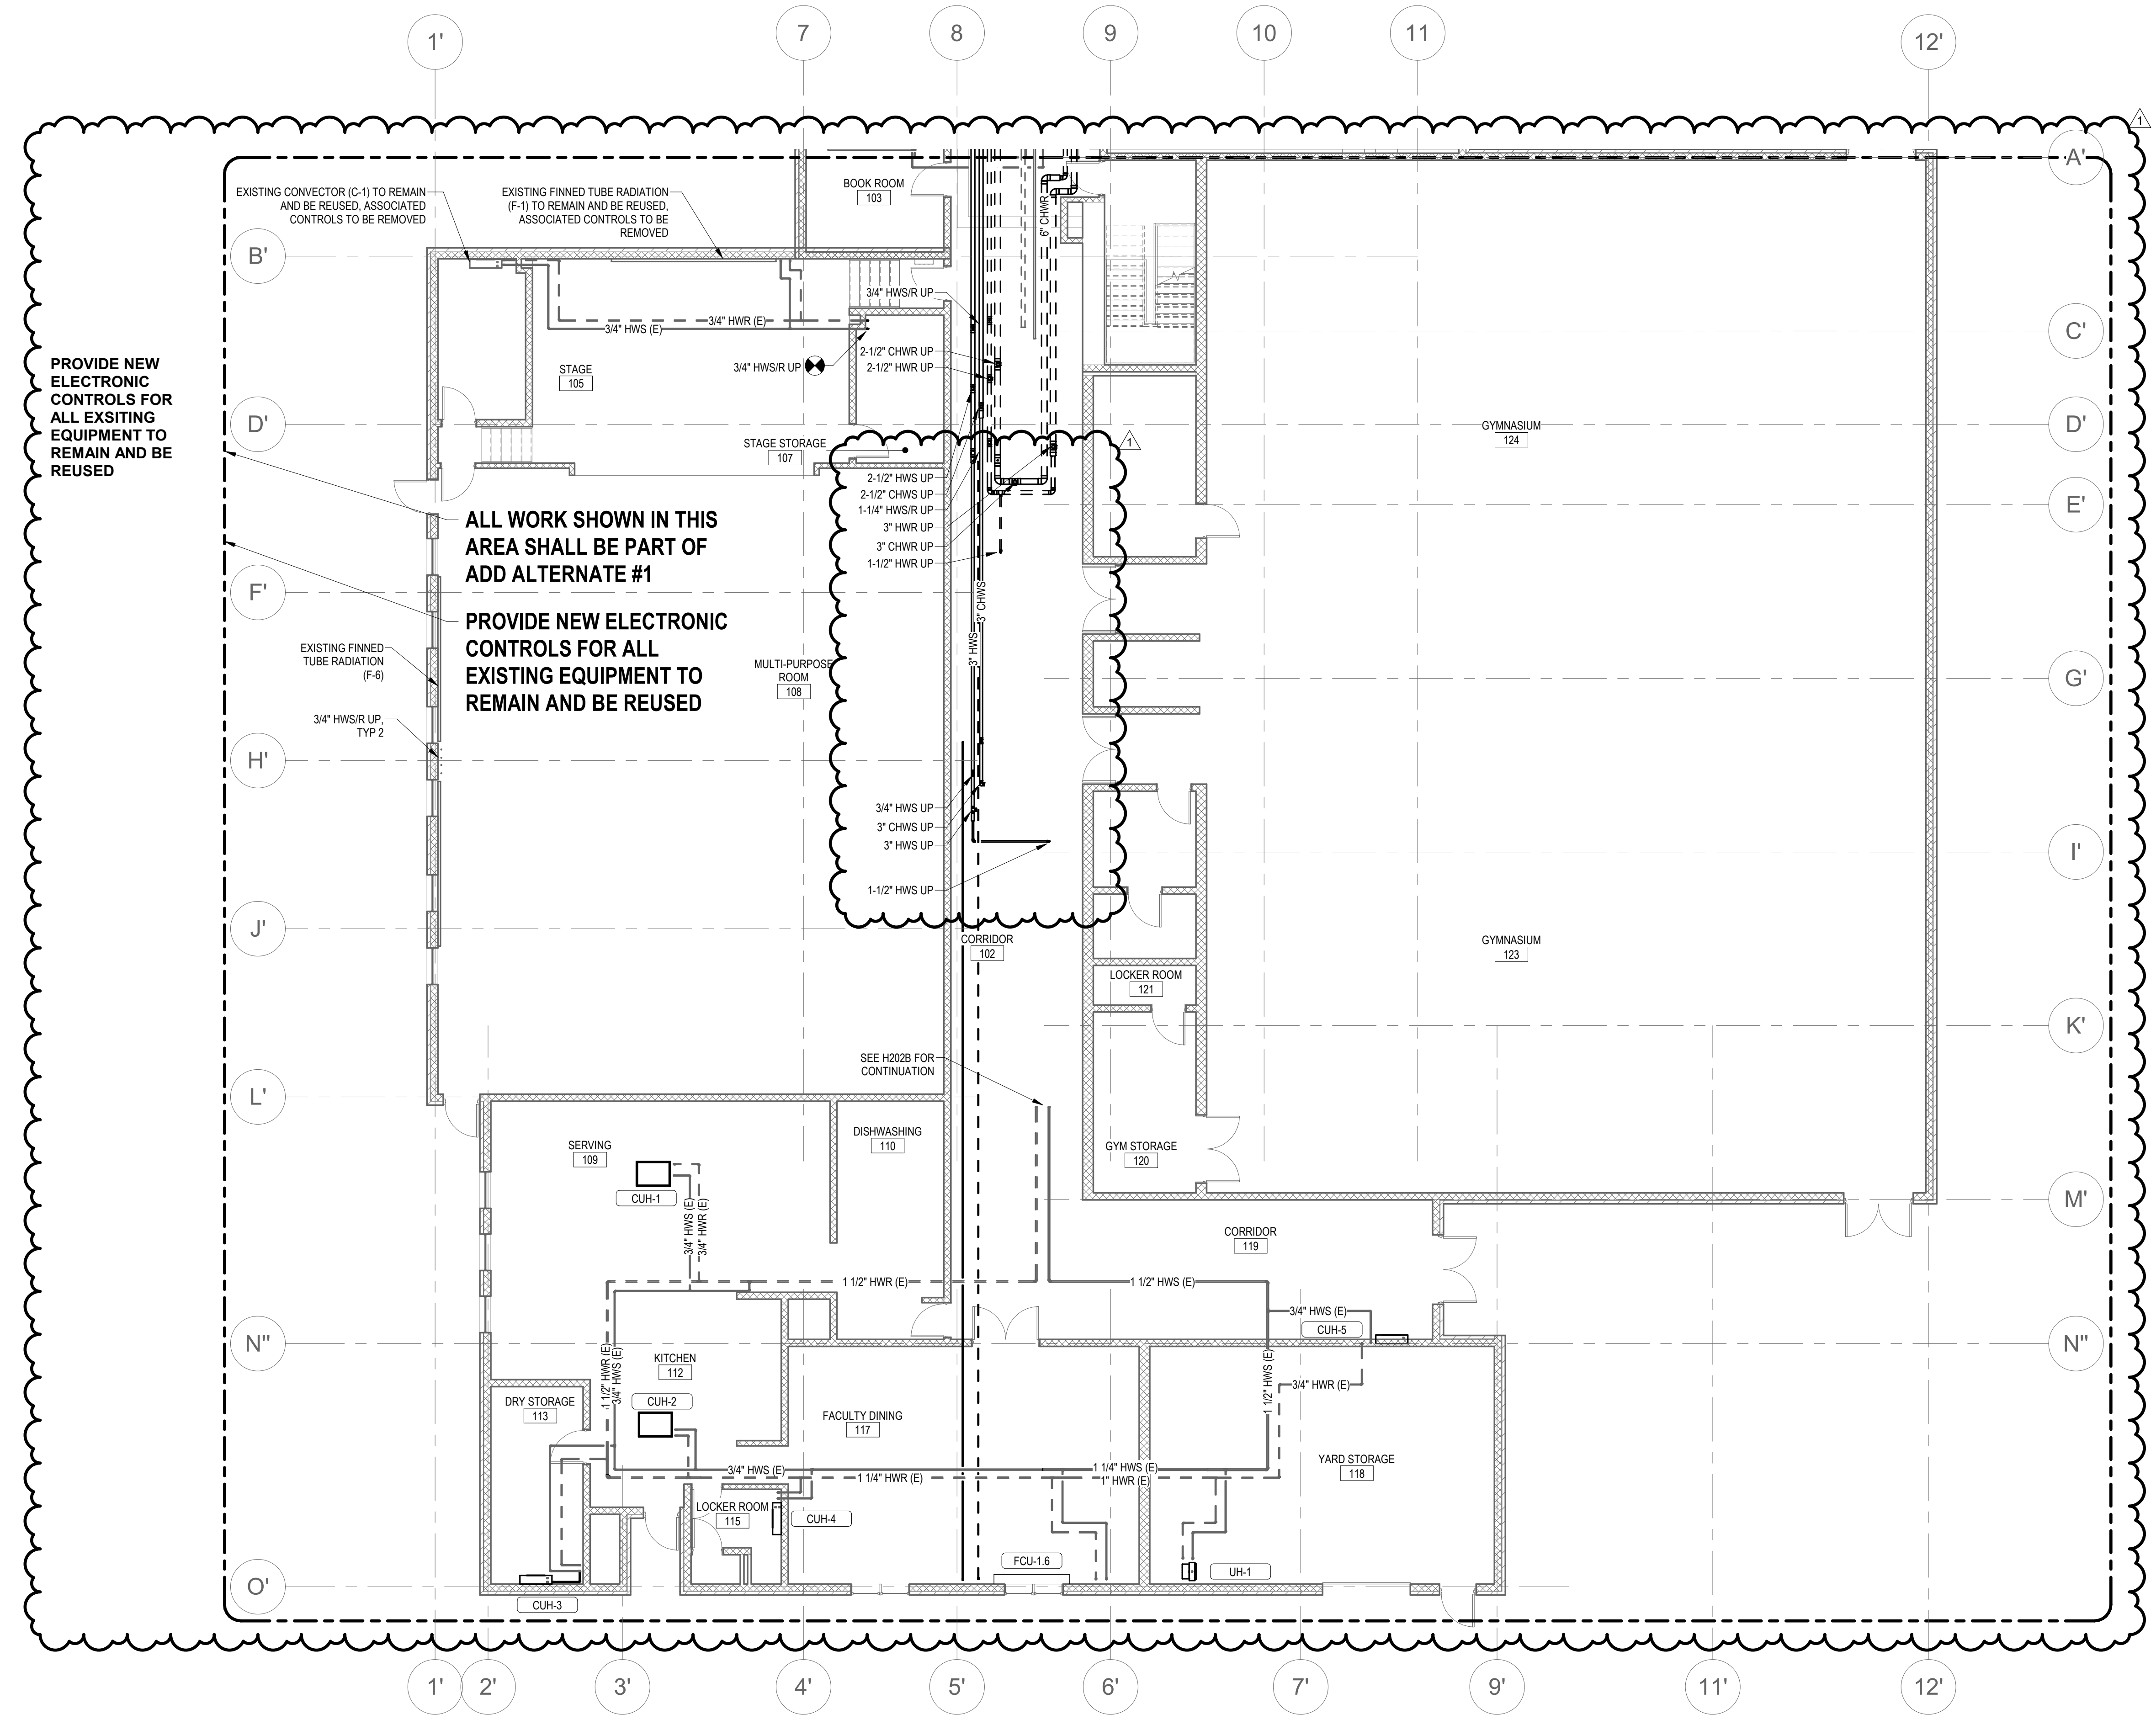 1'
7
8
9
10
11
12'
1
A'
EXISTING CONVECTOR (C-1) TO REMAIN
AND BE REUSED, ASSOCIATED
CONTROLS TO BE REMOVED
EXISTING FINNED TUBE RADIATION
(F-1) TO REMAIN AND BE REUSED,
ASSOCIATED CONTROLS TO BE
REMOVED
BOOK ROOM
103
6" CHWR
B'
3/4" HWS/R UP
3/4" HWR (E)
3/4" HWS (E)
C'
2-1/2" CHWR UP
2-1/2" HWR UP
3/4" HWS/R UP
STAGE
105
PROVIDE NEW
ELECTRONIC
CONTROLS FOR
ALL EXSITING
EQUIPMENT TO
REMAIN AND BE
REUSED
D'
D'
GYMNASIUM
124
STAGE STORAGE
107
1
2-1/2" HWS UP
2-1/2" CHWS UP
1-1/4" HWS/R UP
3" HWR UP
3" CHWR UP
1-1/2" HWR UP
E'
ALL WORK SHOWN IN THIS
AREA SHALL BE PART OF
ADD ALTERNATE #1
F'
3" CHWS
3" HWS
PROVIDE NEW ELECTRONIC
CONTROLS FOR ALL
EXISTING EQUIPMENT TO
REMAIN AND BE REUSED
EXISTING FINNED
TUBE RADIATION
(F-6)
MULTI-PURPOSE
ROOM
108
G'
3/4" HWS/R UP,
TYP 2
H'
3/4" HWS UP
3" CHWS UP
3" HWS UP
1-1/2" HWS UP
I'
J'
CORRIDOR
102
GYMNASIUM
123
LOCKER ROOM
121
K'
SEE H202B FOR
CONTINUATION
L'
SERVING
109
DISHWASHING
110
GYM STORAGE
120
CUH-1
3/4" HWS (E)
3/4" HWR (E)
M'
CORRIDOR
119
1 1/2" HWR (E)
1 1/2" HWS (E)
3/4" HWS (E)
CUH-5
N"
N"
1 1/2" HWR (E)
3/4" HWS (E)
KITCHEN
112
1 1/2" HWS (E)
3/4" HWR (E)
DRY STORAGE
113
CUH-2
FACULTY DINING
117
YARD STORAGE
118
3/4" HWS (E)
1 1/4" HWR (E)
1 1/4" HWS (E)
1" HWR (E)
LOCKER ROOM
115
CUH-4
FCU-1.6
UH-1
O'
CUH-3
1'
2'
3'
4'
5'
6'
7'
9'
11'
12'